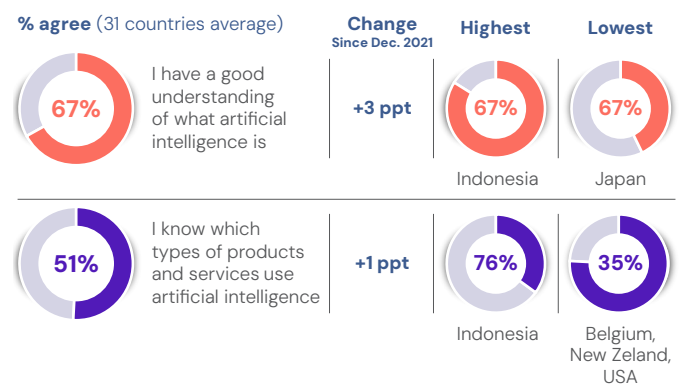 % agree (31 countries average)
Change
Since Dec. 2021
Highest
Lowest
67%
I have a good
understanding
of what artificial
intelligence is
+3 ppt
67%
Indonesia
67%
Japan
51%
I know which
types of products
and services use
artificial intelligence
+1 ppt
76%
Indonesia
35%
Belgium,
New Zeland,
USA